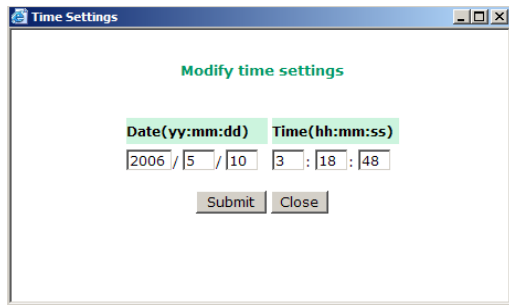 Time Settings
Modify time settings
Date(yy:mm:dd) Time(hh:mm:ss)
2006 / 5 / 10 3 : 18 : 48
Submit Close